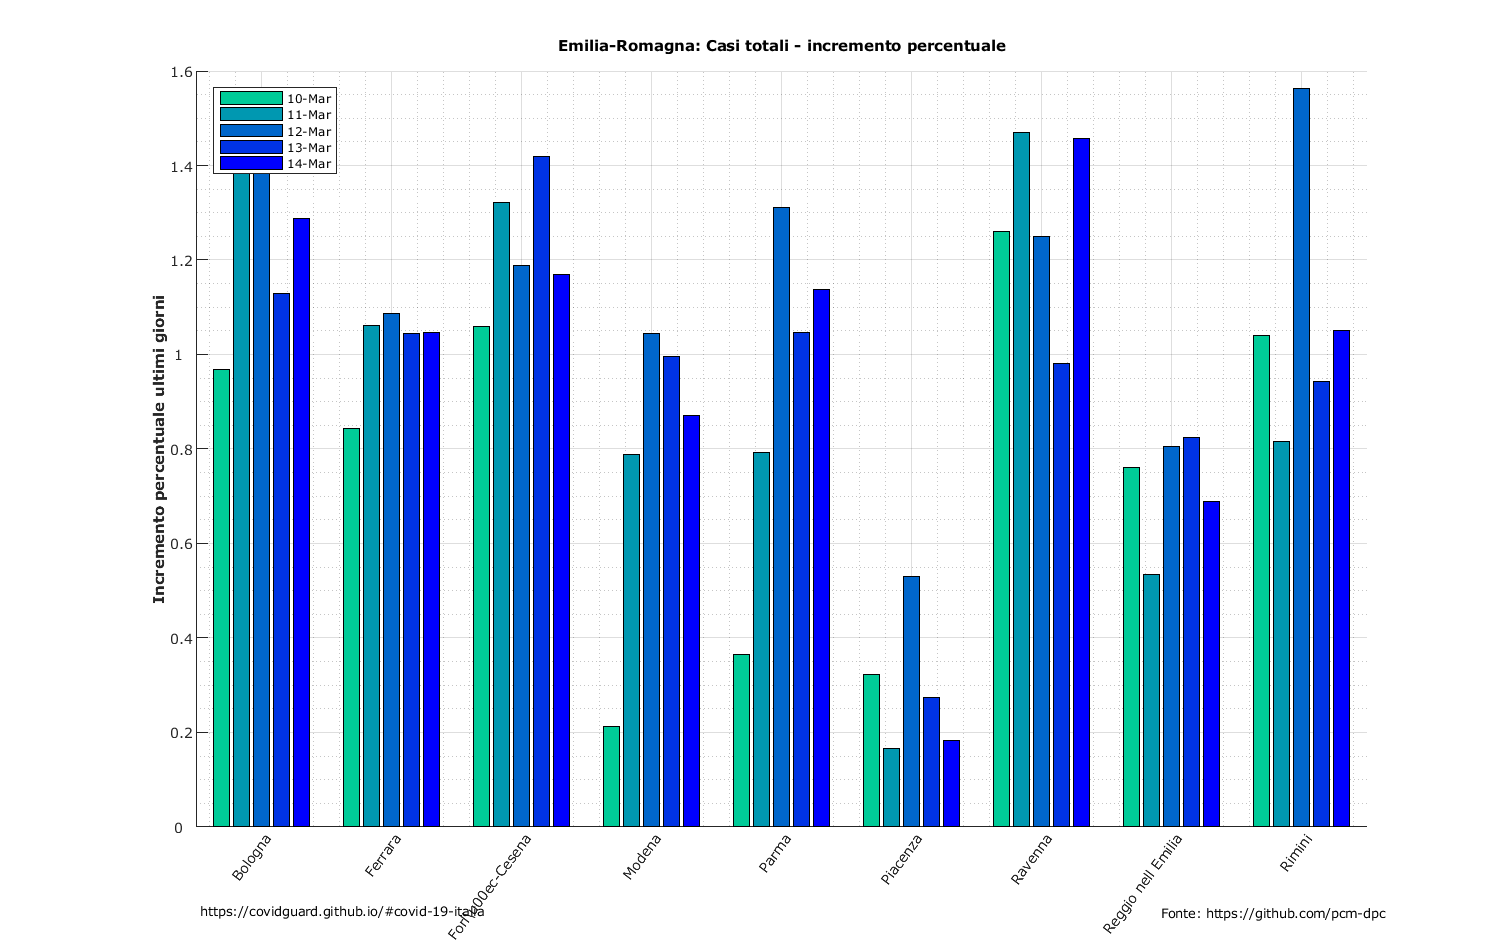 Emilia-Romagna: Casi totali - incremento percentuale
Incremento percentuale ultimi giorni
1.6
1.4
1.2
1
0.8
0.6
0.4
0.2
0
10-Mar
11-Mar
12-Mar
13-Mar
14-Mar
Bologna
Ferrara
Modena
Parma
Piacenza
Ravenna
Reggio nell Emilia
Rimini
https://covidguard.github.io/#covid-19-italia
Fonte: https://github.com/pcm-dpc